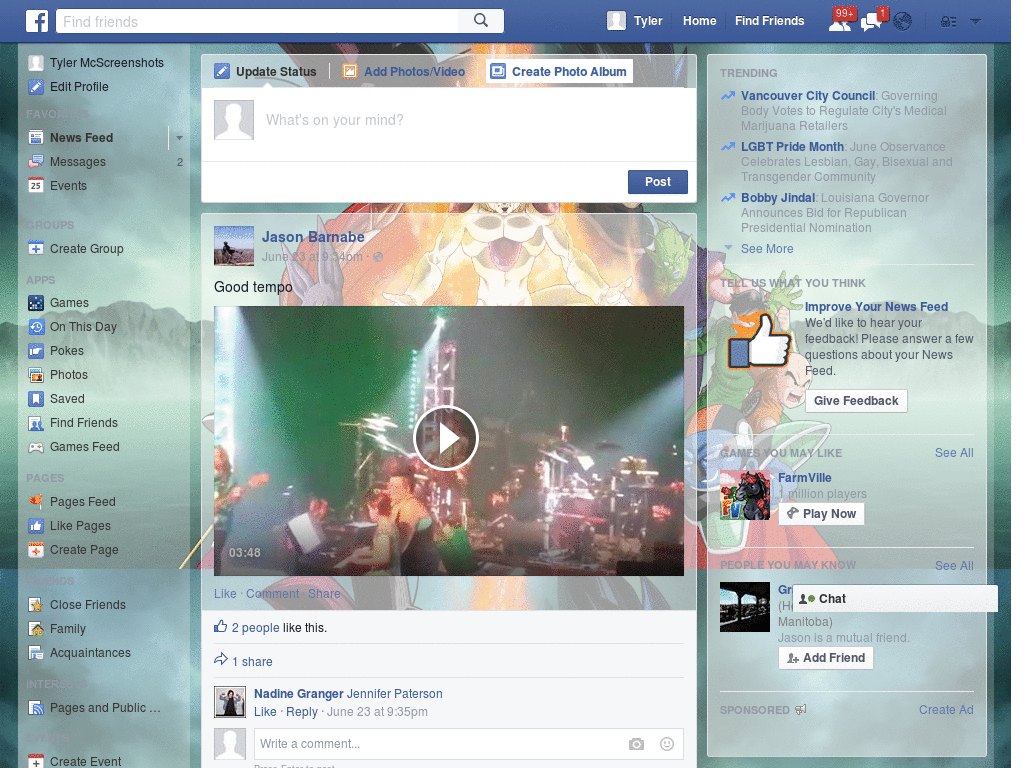 Find friends
Tyler
Home
Find Friends
99+
1
Tyler McScreenshots
Edit Profile
FAVORITES
News Feed
Messages 2
Events
GROUPS
Create Group
APPS
Games
On This Day
Pokes
Photos
Saved
Find Friends
Games Feed
PAGES
Pages Feed
Like Pages
Create Page
FRIENDS
Close Friends
Family
Acquaintances
INTERESTS
Pages and Public ...
EVENTS
Create Event
Update Status
Add Photos/Video
Create Photo Album
What's on your mind?
Post
Jason Barnabe
June 23 at 9:34pm ·
Good tempo
03:48
Like · Comment · Share
2 people like this.
1 share
Nadine Granger Jennifer Paterson
Like · Reply · June 23 at 9:35pm
Write a comment...
Press Enter to post.
TRENDING
Vancouver City Council: Governing
Body Votes to Regulate City's Medical
Marijuana Retailers
LGBT Pride Month: June Observance
Celebrates Lesbian, Gay, Bisexual and
Transgender Community
Bobby Jindal: Louisiana Governor
Announces Bid for Republican
Presidential Nomination
See More
TELL US WHAT YOU THINK
Improve Your News Feed
We'd like to hear your
feedback! Please answer a few
questions about your News
Feed.
Give Feedback
GAMES YOU MAY LIKE
See All
FarmVille
1 million players
Play Now
PEOPLE YOU MAY KNOW
See All
Chat
Manitoba)
Jason is a mutual friend.
Add Friend
SPONSORED
Create Ad